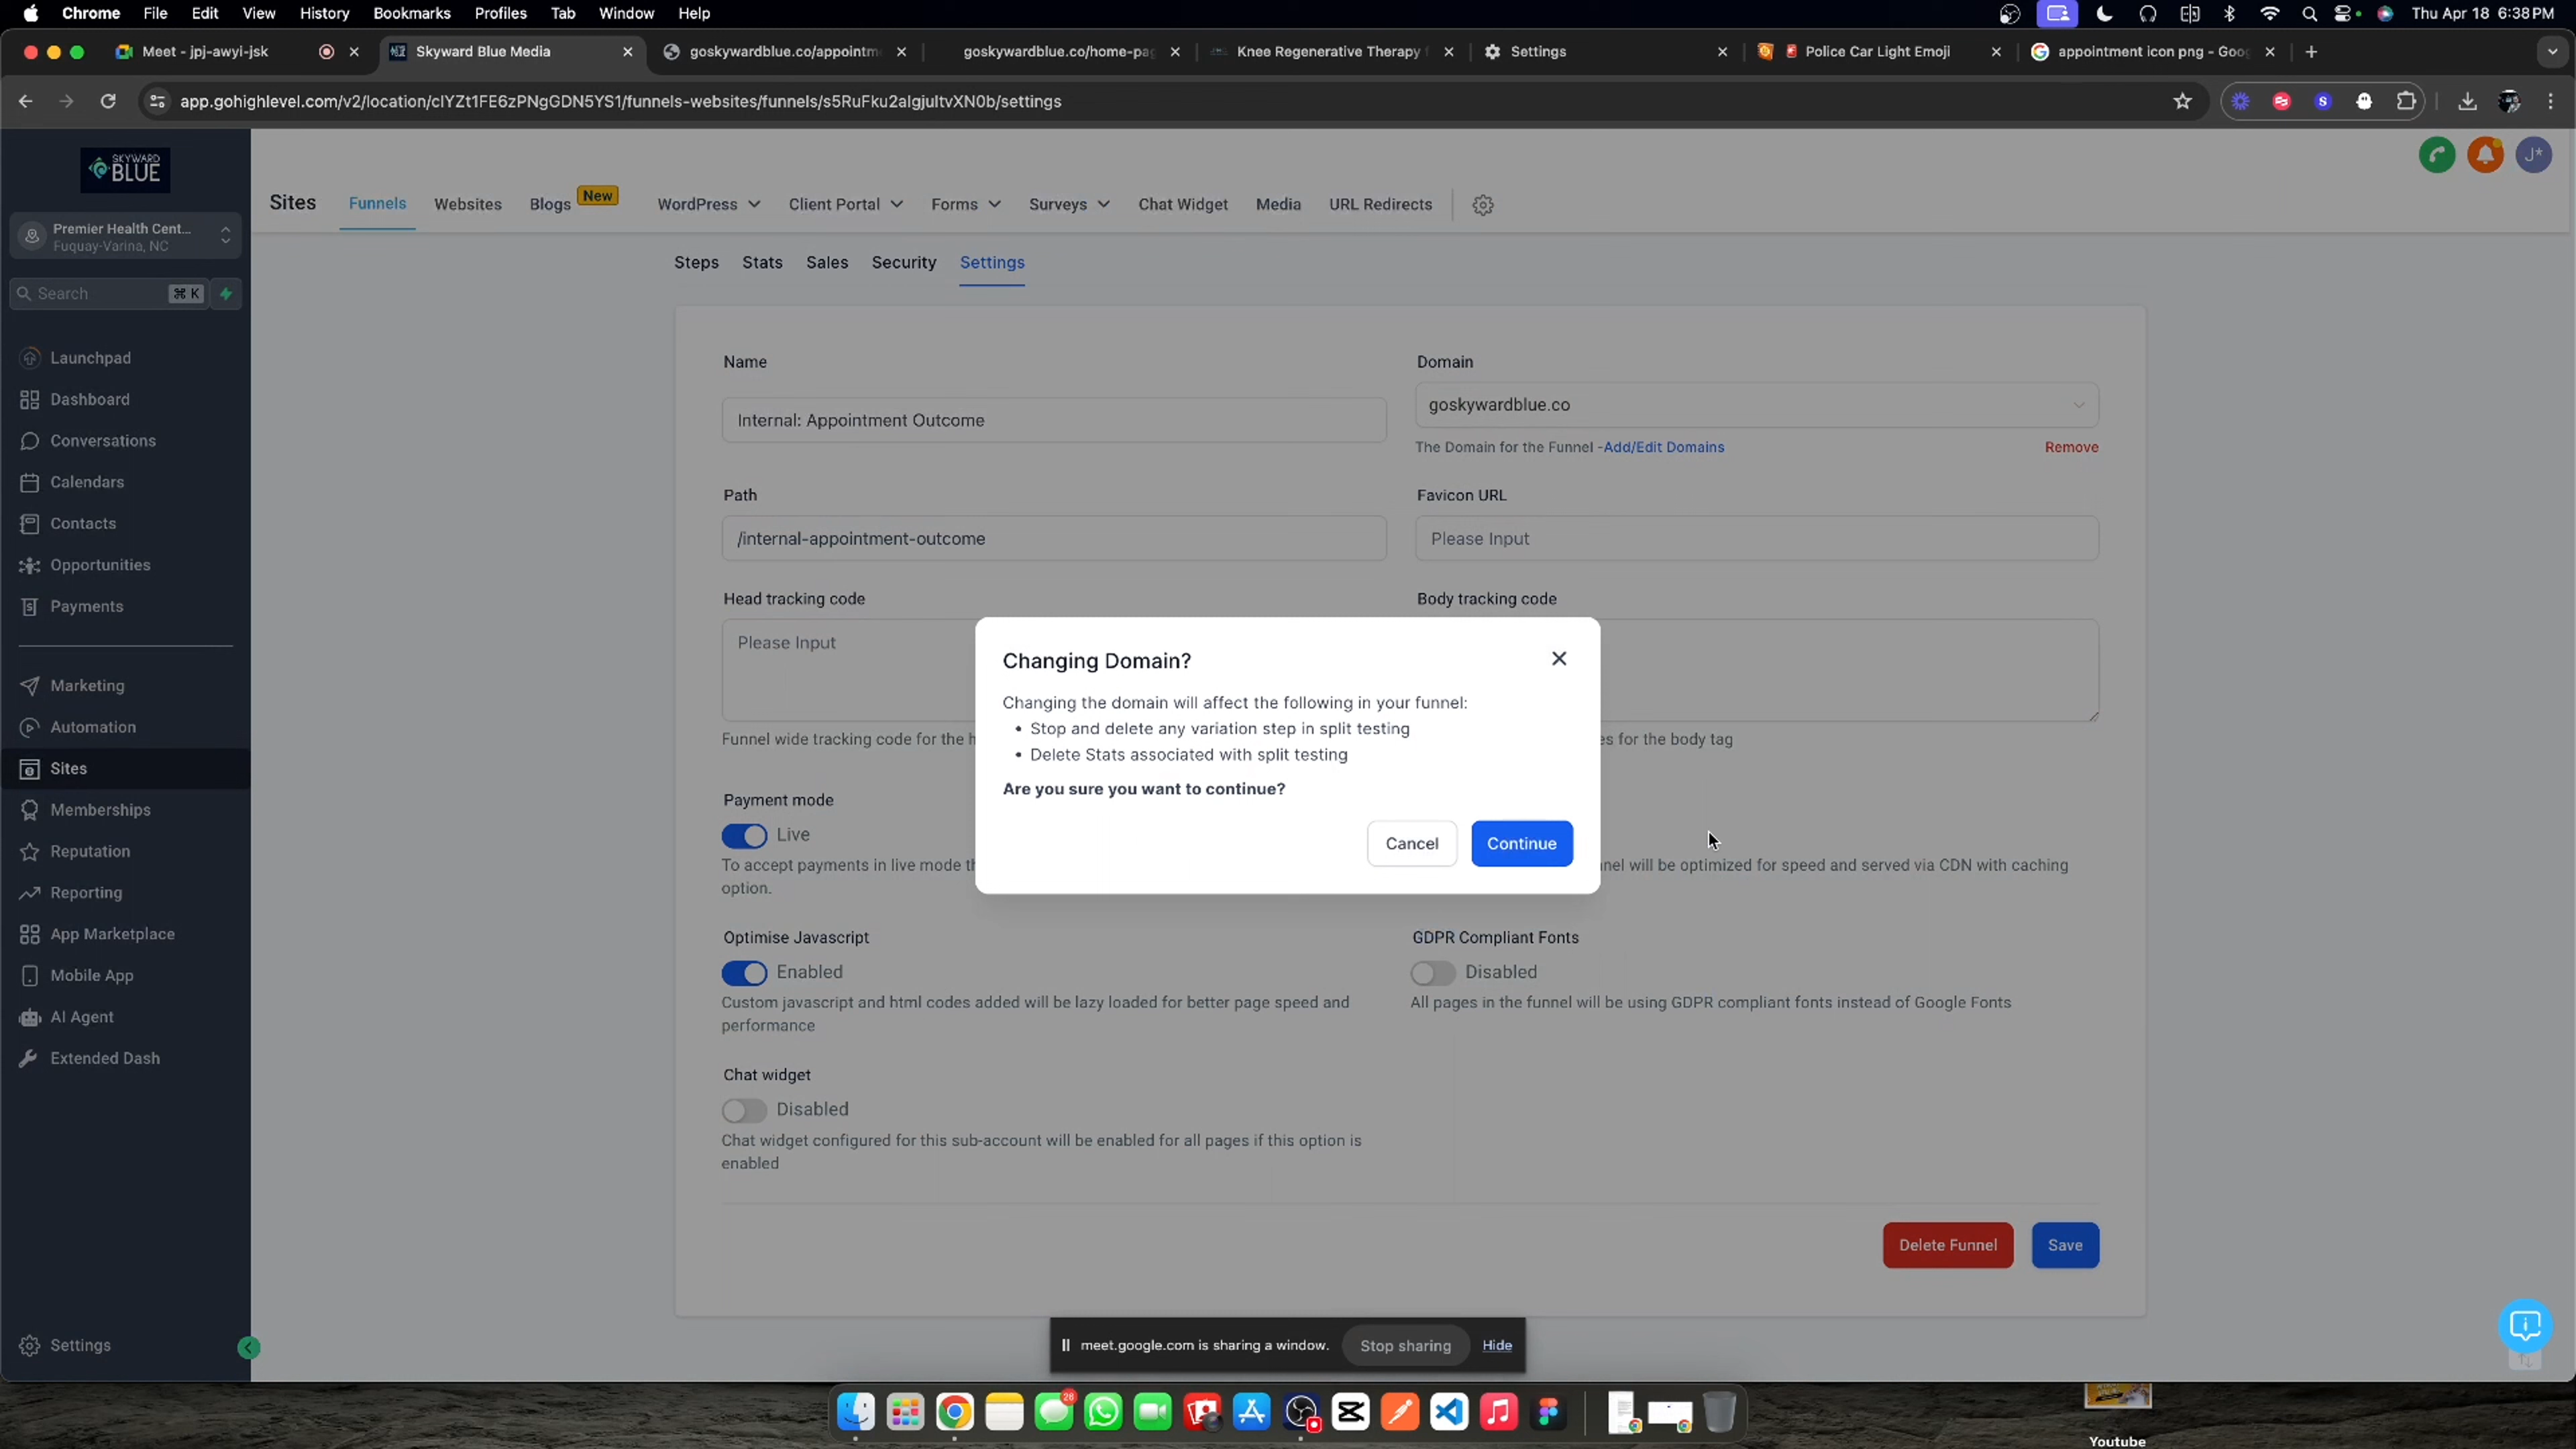 Chrome File Edit View History Bookmarks Profiles Tab Window Help Thu Apr 18 6:38 PM
Meet - jpj-awyi-jsk Skyward Blue Media goskywardblue.co/appointm goskywardblue.co/home-pag Knee Regenerative Therapy Settings Police Car Light Emoji appointment icon png - Goog
app.gohighlevel.com/v2/location/cIYZt1FE6zPNgGDN5YS1/funnels-websites/funnels/s5RuFku2algjultvXN0b/settings
SKYWARD
BLUE
J*
Sites Funnels Websites Blogs New WordPress Client Portal Forms Surveys Chat Widget Media URL Redirects
Premier Health Cent...
Fuquay-Varina, NC
Search ⌘ K
Launchpad
Dashboard
Conversations
Calendars
Contacts
Opportunities
Payments
Marketing
Automation
Sites
Memberships
Reputation
Reporting
App Marketplace
Mobile App
AI Agent
Extended Dash
Settings
Steps Stats Sales Security Settings
Name
Internal: Appointment Outcome
Domain
goskywardblue.co
The Domain for the Funnel -Add/Edit Domains Remove
Path
/internal-appointment-outcome
Favicon URL
Please Input
Head tracking code
Please Input
Funnel wide tracking code for the h
Body tracking code
es for the body tag
Changing Domain?
Changing the domain will affect the following in your funnel:
• Stop and delete any variation step in split testing
• Delete Stats associated with split testing
Are you sure you want to continue?
Cancel Continue
Payment mode
Live
To accept payments in live mode th
option.
nel will be optimized for speed and served via CDN with caching
Optimise Javascript
Enabled
Custom javascript and html codes added will be lazy loaded for better page speed and
performance
GDPR Compliant Fonts
Disabled
All pages in the funnel will be using GDPR compliant fonts instead of Google Fonts
Chat widget
Disabled
Chat widget configured for this sub-account will be enabled for all pages if this option is
enabled
Delete Funnel Save
meet.google.com is sharing a window. Stop sharing Hide
28
Youtube